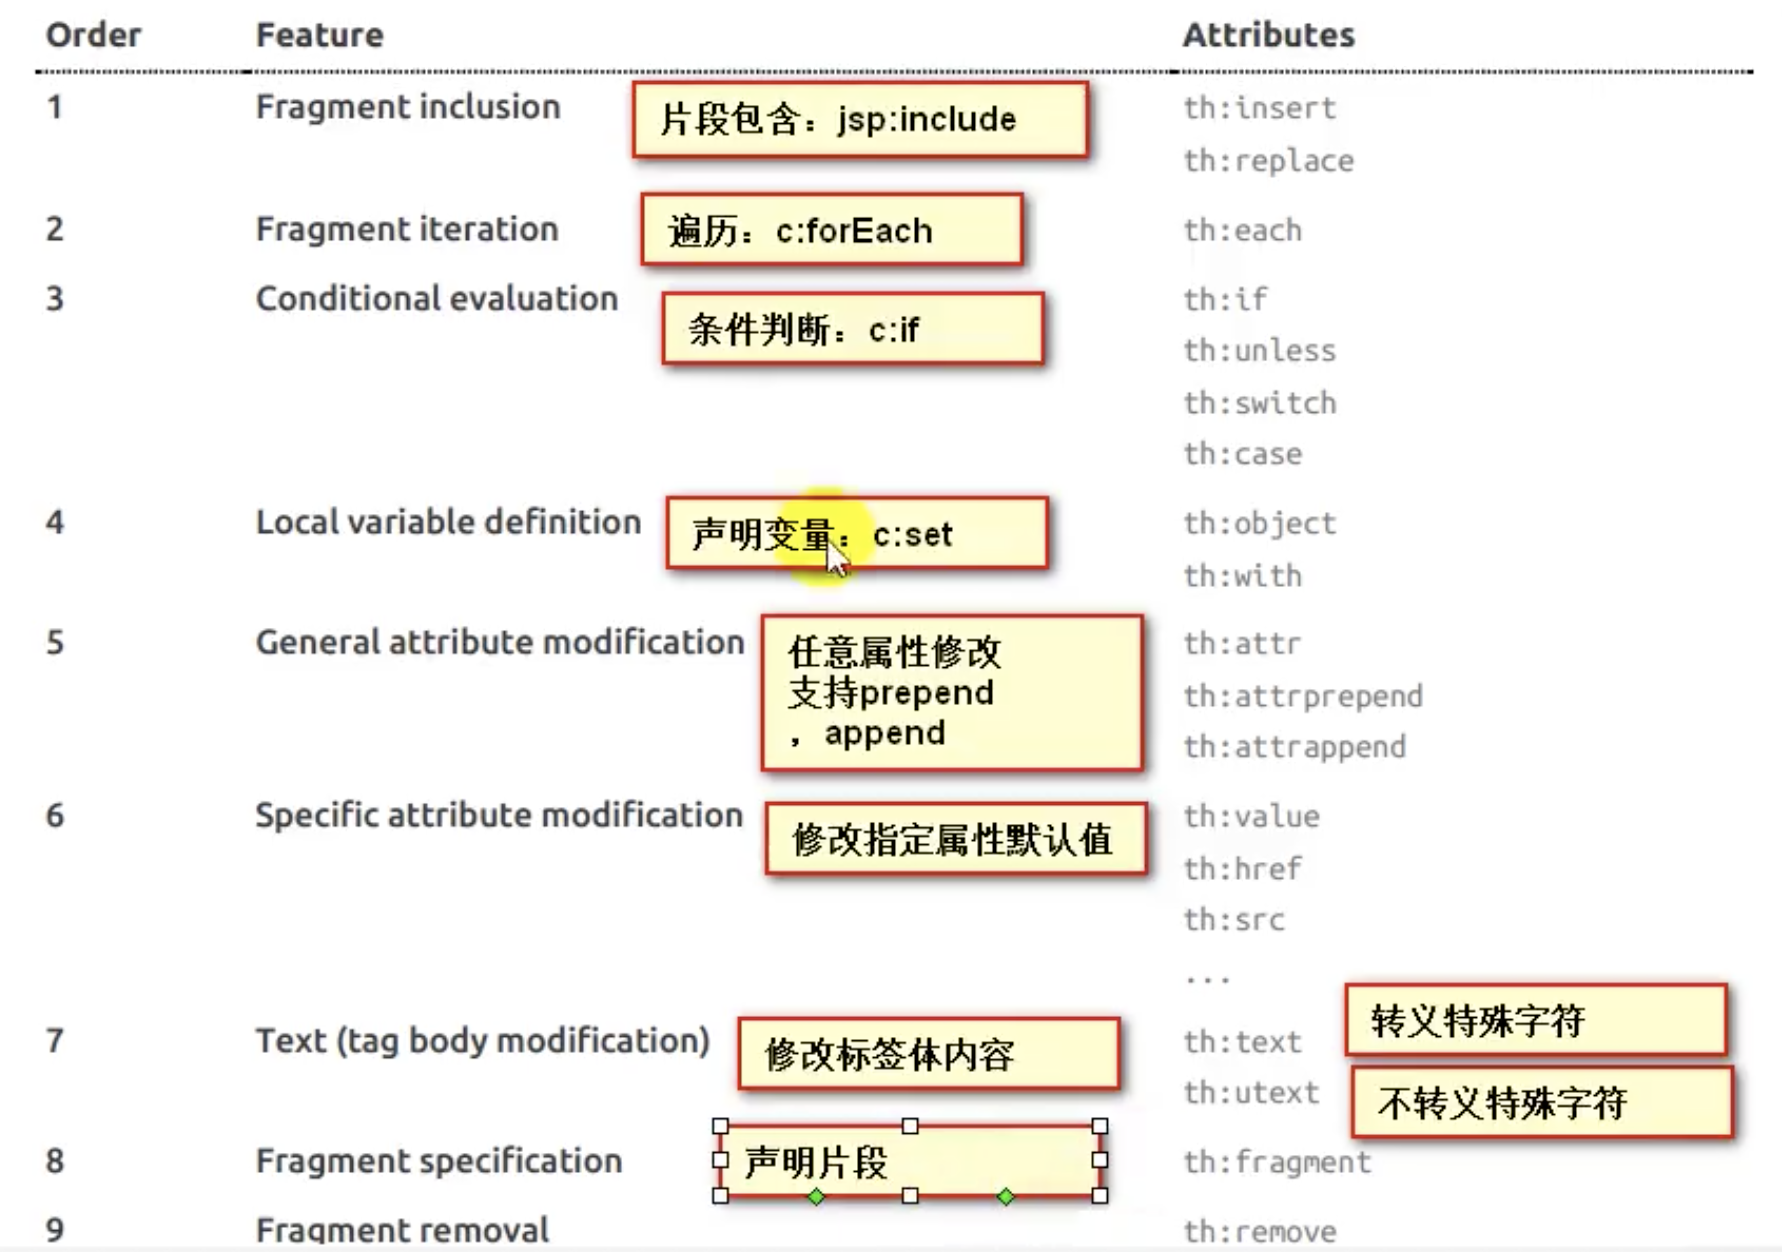 Order Feature Attributes
1 Fragment inclusion 片段包含：jsp:include th:insert
th:replace
2 Fragment iteration 遍历：c:forEach th:each
3 Conditional evaluation 条件判断：c:if th:if
th:unless
th:switch
th:case
4 Local variable definition 声明变量：c:set th:object
th:with
5 General attribute modification 任意属性修改 th:attr
支持prepend th:attrprepend
，append th:attrappend
6 Specific attribute modification 修改指定属性默认值 th:value
th:href
th:src
...
转义特殊字符
7 Text (tag body modification) 修改标签体内容 th:text
th:utext 不转义特殊字符
8 Fragment specification 声明片段 th:fragment
9 Fragment removal th:remove